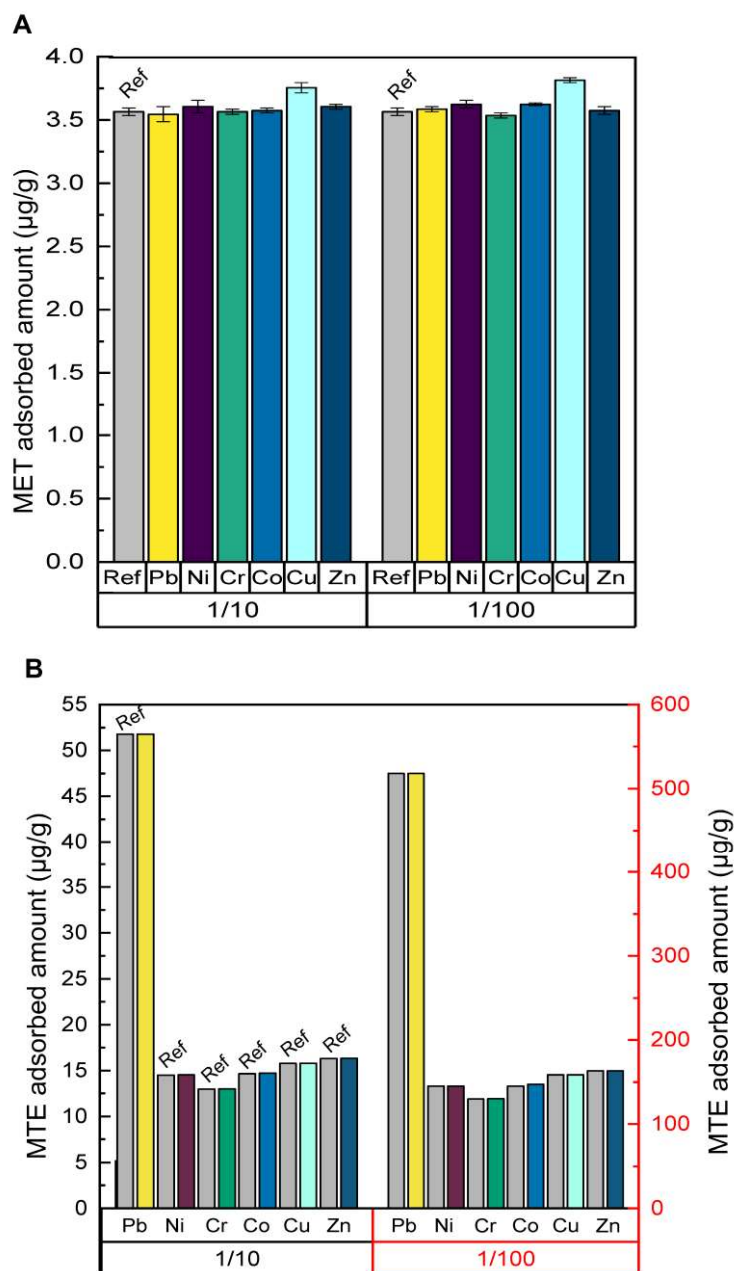 A
MET adsorbed amount (µg/g)
4.0
3.5
3.0
2.5
2.0
1.5
1.0
0.5
0.0
Ref
Ref
Ref Pb Ni Cr Co Cu Zn Ref Pb Ni Cr Co Cu Zn
1/10 1/100
B
MTE adsorbed amount (µg/g)
55
50
45
40
35
30
25
20
15
10
5
0
Ref
Ref
Ref
Ref
Ref
Ref
600
500
400
300
200
100
0
MTE adsorbed amount (µg/g)
Pb Ni Cr Co Cu Zn Pb Ni Cr Co Cu Zn
1/10 1/100